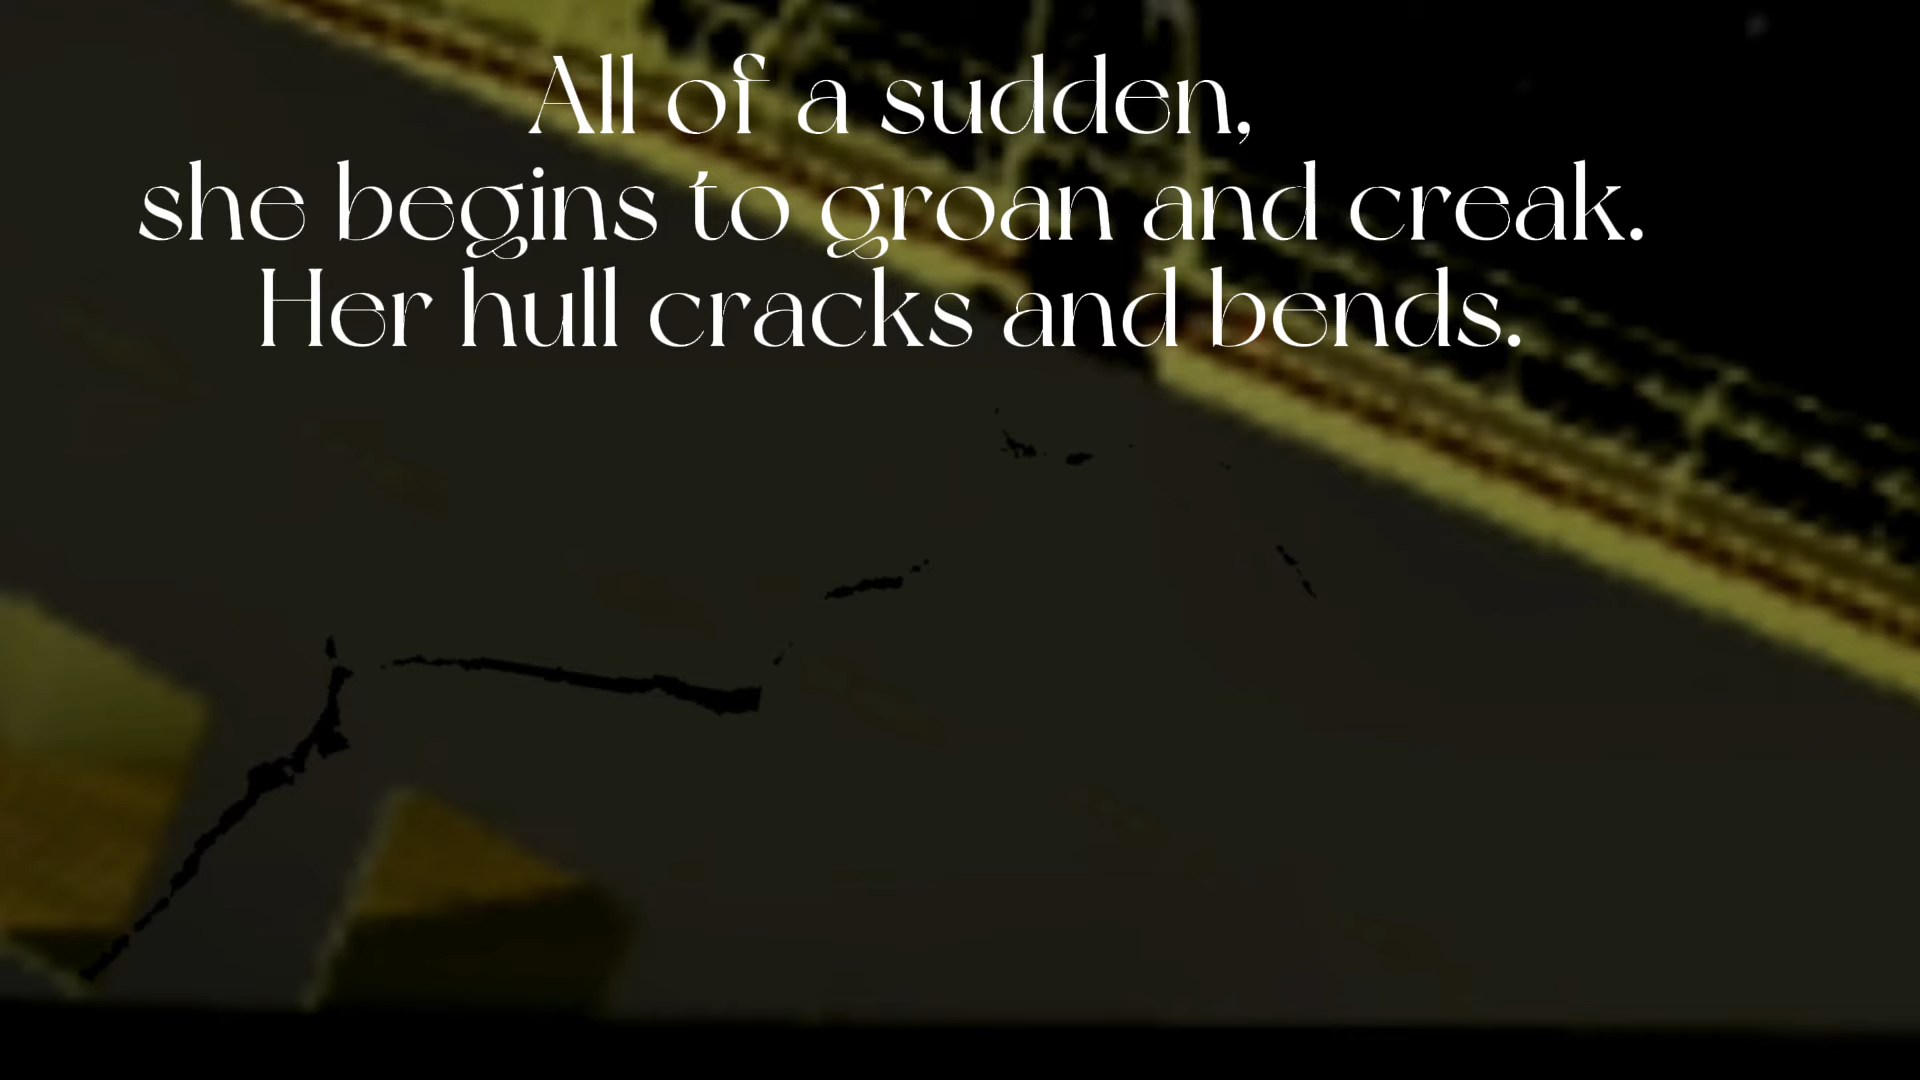 All of a sudden,
she begins to groan and creak.
Her hull cracks and bends.